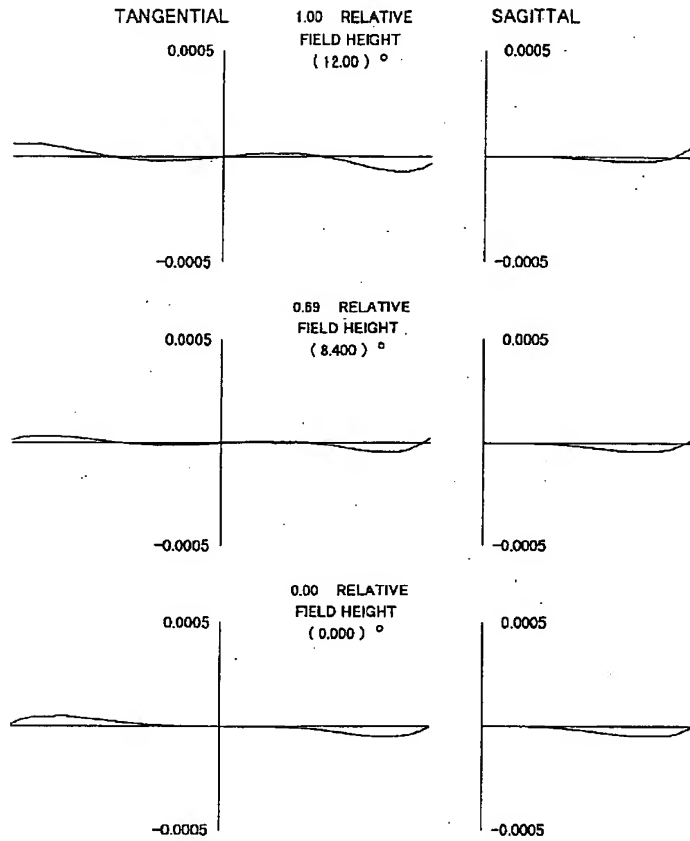 TANGENTIAL 1.00 RELATIVE SAGITTAL
FIELD HEIGHT
0.0005 (12.00) ° 0.0005
-0.0005 -0.0005
0.69 RELATIVE
FIELD HEIGHT
0.0005 (8.400) ° 0.0005
-0.0005 -0.0005
0.00 RELATIVE
FIELD HEIGHT
0.0005 (0.000) ° 0.0005
-0.0005 -0.0005